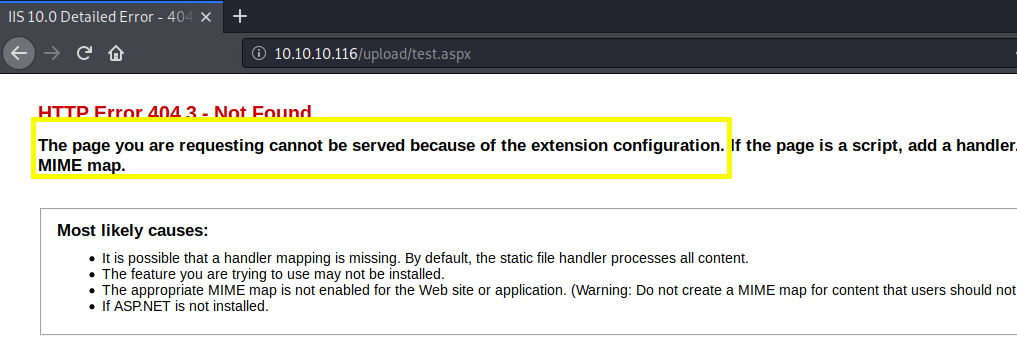 IIS 10.0 Detailed Error - 404
10.10.10.116/upload/test.aspx
HTTP Error 404.3 - Not Found
The page you are requesting cannot be served because of the extension configuration. If the page is a script, add a handler.
MIME map.
Most likely causes:
• It is possible that a handler mapping is missing. By default, the static file handler processes all content.
• The feature you are trying to use may not be installed.
• The appropriate MIME map is not enabled for the Web site or application. (Warning: Do not create a MIME map for content that users should not
• If ASP.NET is not installed.